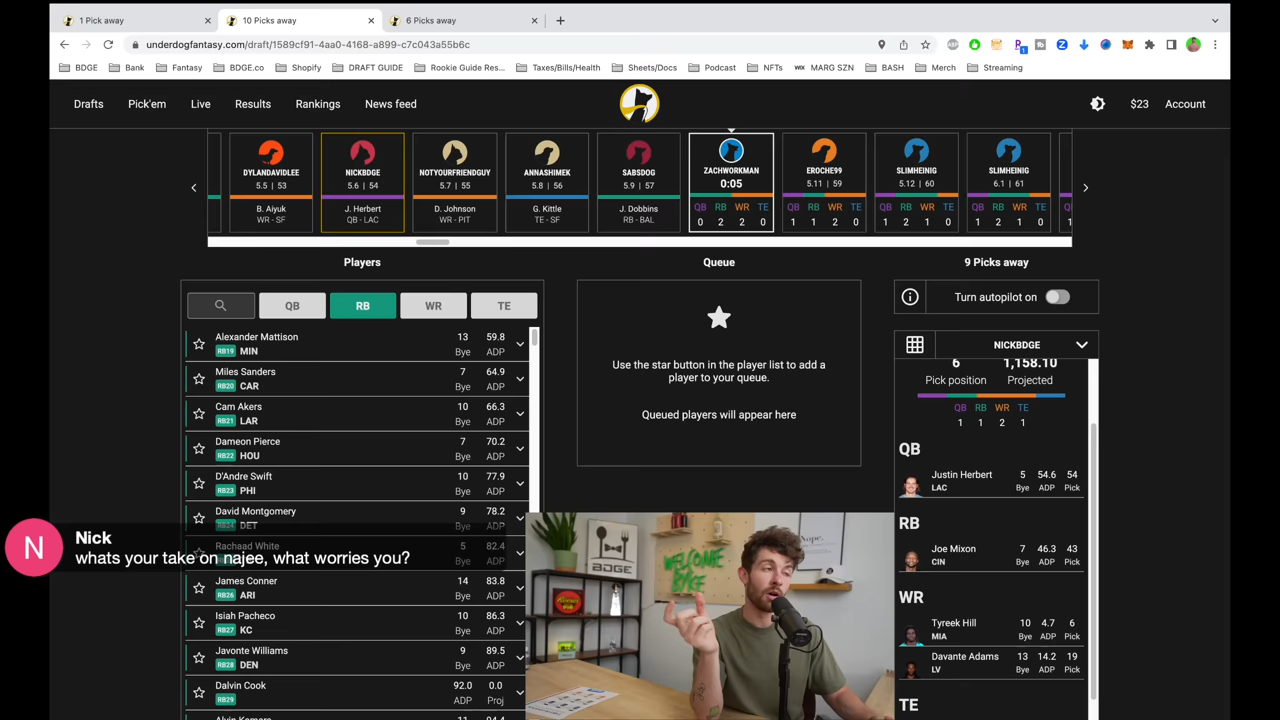 1 Pick away
10 Picks away
6 Picks away
underdogfantasy.com/draft/1589cf91-4aa0-4168-a899-c7c043a55b6c
BDGE Bank Fantasy BDGE.co Shopify DRAFT GUIDE Rookie Guide Res... Taxes/Bills/Health Sheets/Docs Podcast NFTs WIX MARG SZN BASH Merch Streaming
Drafts Pick'em Live Results Rankings News feed $23 Account
DYLANDAVIDLEE
5.5 | 53
B. Aiyuk
WR - SF
NICKBDGE
5.6 | 54
J. Herbert
QB - LAC
NOTYOURFRIENDGUY
5.7 | 55
D. Johnson
WR - PIT
ANNASHIMEK
5.8 | 56
G. Kittle
TE - SF
SABSDOG
5.9 | 57
J. Dobbins
RB - BAL
ZACHWORKMAN
0:05
QB RB WR TE
0 2 2 0
EROCHE99
5.11 | 59
QB RB WR TE
1 1 2 0
SLIMHEINIG
5.12 | 60
QB RB WR TE
1 2 1 0
SLIMHEINIG
6.1 | 61
QB RB WR TE
1 2 1 0
Players
QB RB WR TE
Alexander Mattison 13 59.8
RB19 MIN Bye ADP
Miles Sanders 7 64.9
RB20 CAR Bye ADP
Cam Akers 10 66.3
RB21 LAR Bye ADP
Dameon Pierce 7 70.2
RB22 HOU Bye ADP
D'Andre Swift 10 77.9
RB23 PHI Bye ADP
David Montgomery 9 78.2
RB24 DET Bye ADP
Rachaad White 5 82.4
Bye ADP
James Conner 14 83.8
RB26 ARI Bye ADP
Isiah Pacheco 10 86.3
RB27 KC Bye ADP
Javonte Williams 9 89.5
RB28 DEN Bye ADP
Dalvin Cook 92.0 0.0
RB29 ADP Proj
N
Nick
whats your take on najee, what worries you?
Queue
Use the star button in the player list to add a
player to your queue.
Queued players will appear here
9 Picks away
Turn autopilot on
NICKBDGE
6 1,158.10
Pick position Projected
QB RB WR TE
1 1 2 1
QB
Justin Herbert 5 54.6 54
LAC Bye ADP Pick
RB
Joe Mixon 7 46.3 43
CIN Bye ADP Pick
WR
Tyreek Hill 10 4.7 6
MIA Bye ADP Pick
Davante Adams 13 14.2 19
LV Bye ADP Pick
TE
BDGE
WELCOME